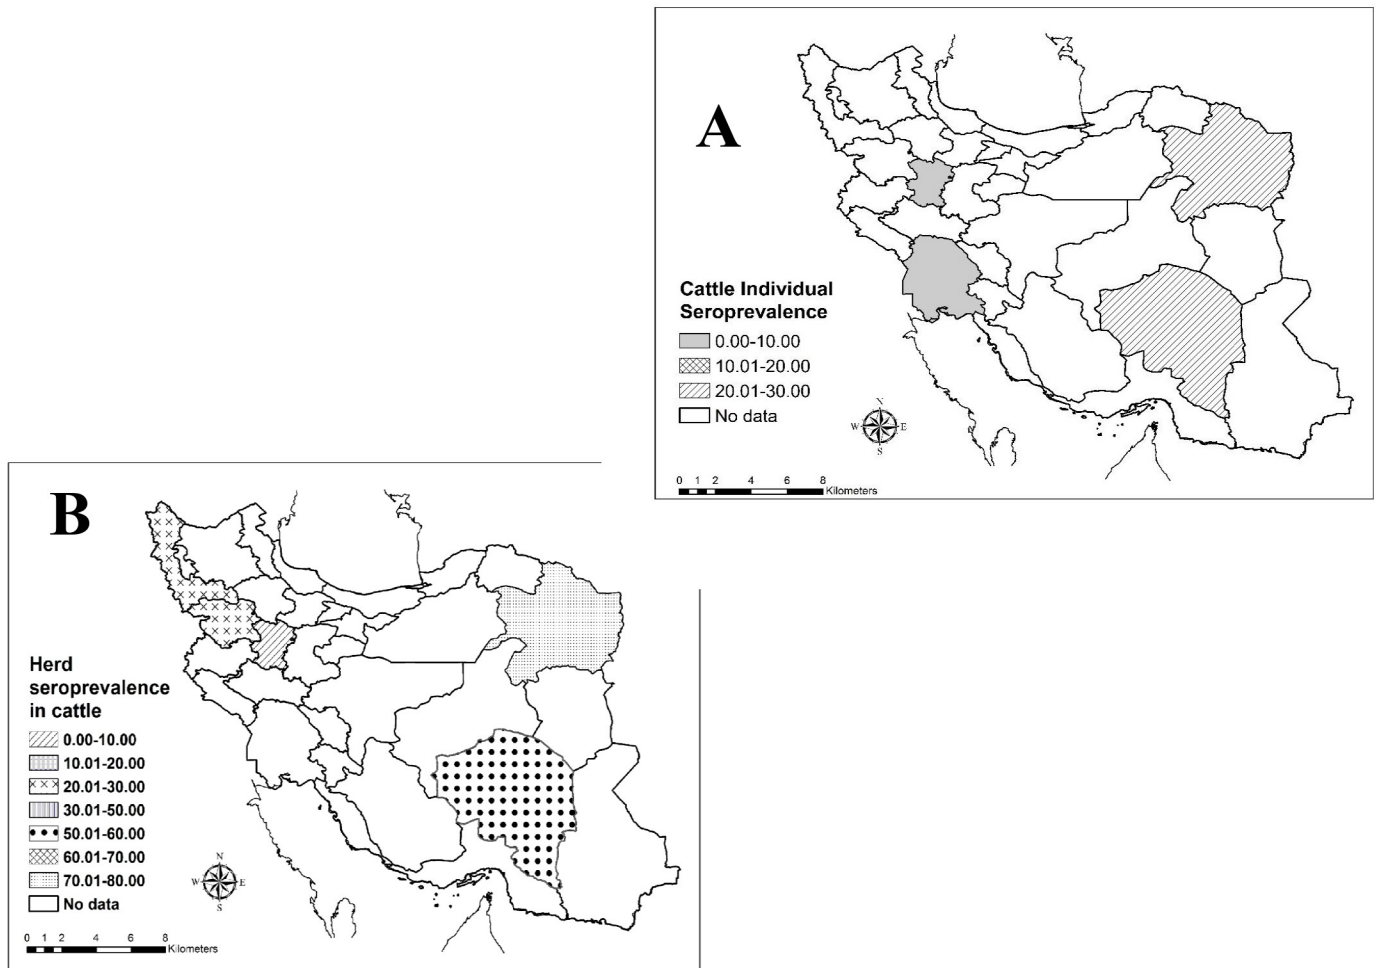 A
Cattle Individual
Seroprevalence
0.00-10.00
10.01-20.00
20.01-30.00
No data
N
W E
S
0 1 2 4 6 8
Kilometers
B
Herd
seroprevalence
in cattle
0.00-10.00
10.01-20.00
20.01-30.00
30.01-50.00
50.01-60.00
60.01-70.00
70.01-80.00
No data
N
W E
S
0 1 2 4 6 8
Kilometers